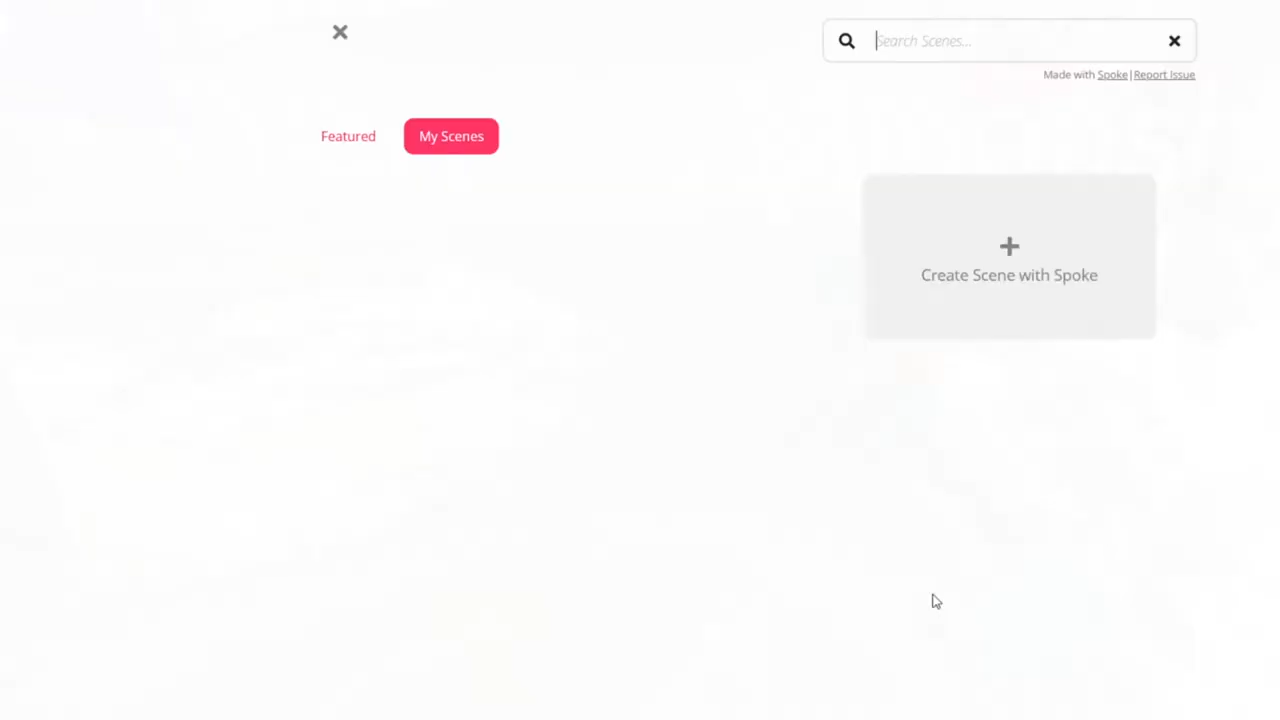 Search Scenes...
Made with Spoke|Report Issue
Featured
My Scenes
Create Scene with Spoke